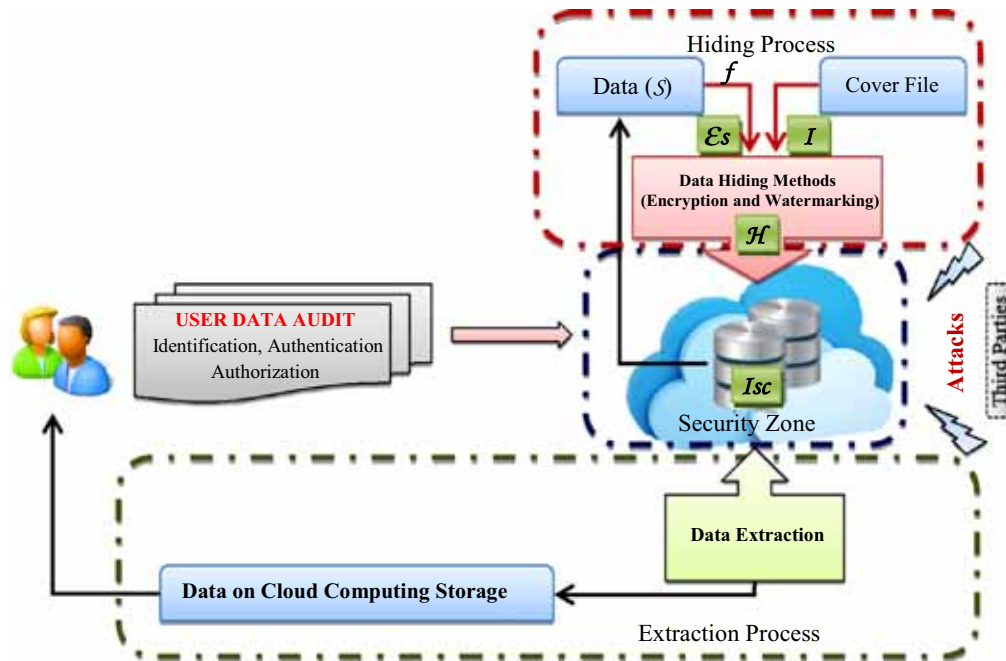 Hiding Process
Data (S)
f
Cover File
Es
I
Data Hiding Methods
(Encryption and Watermarking)
H
USER DATA AUDIT
Identification, Authentication
Authorization
Isc
Security Zone
Attacks
Third Parties
Data Extraction
Data on Cloud Computing Storage
Extraction Process